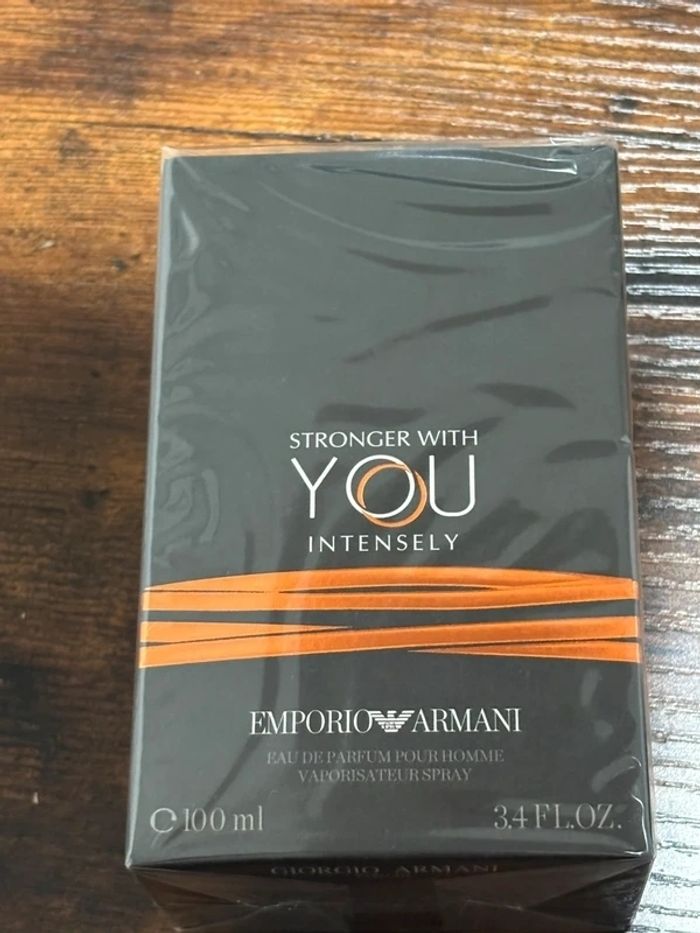 STRONGER WITH
YOU
INTENSELY
EMPORIO ARMANI
EAU DE PARFUM POUR HOMME
VAPORISATEUR SPRAY
100 ml 3.4 FL.OZ.
GIORGIO ARMANI